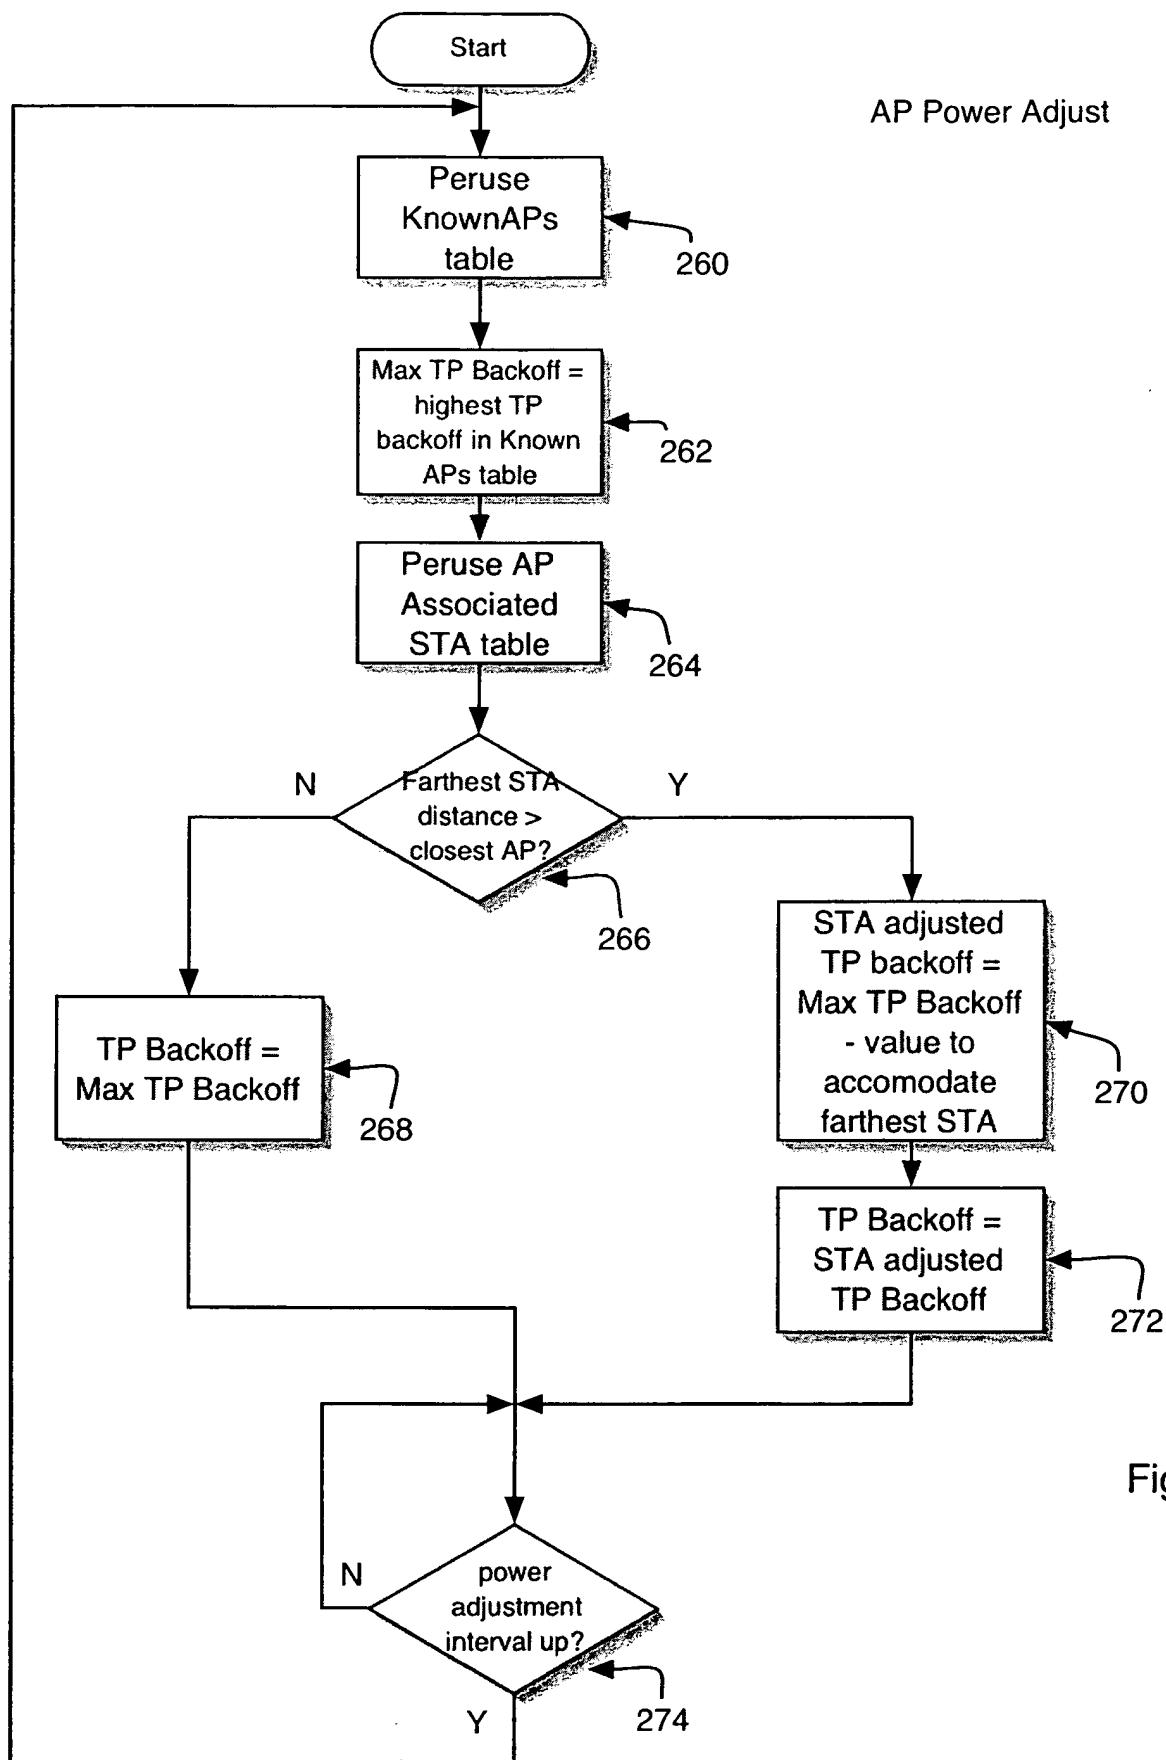 Start
AP Power Adjust
Peruse
KnownAPs
table
260
Max TP Backoff =
highest TP
backoff in Known
APs table
262
Peruse AP
Associated
STA table
264
N
Farthest STA
distance >
closest AP?
Y
266
STA adjusted
TP backoff =
Max TP Backoff
- value to
accomodate
farthest STA
270
TP Backoff =
Max TP Backoff
268
TP Backoff =
STA adjusted
TP Backoff
272
N
power
adjustment
interval up?
274
Y